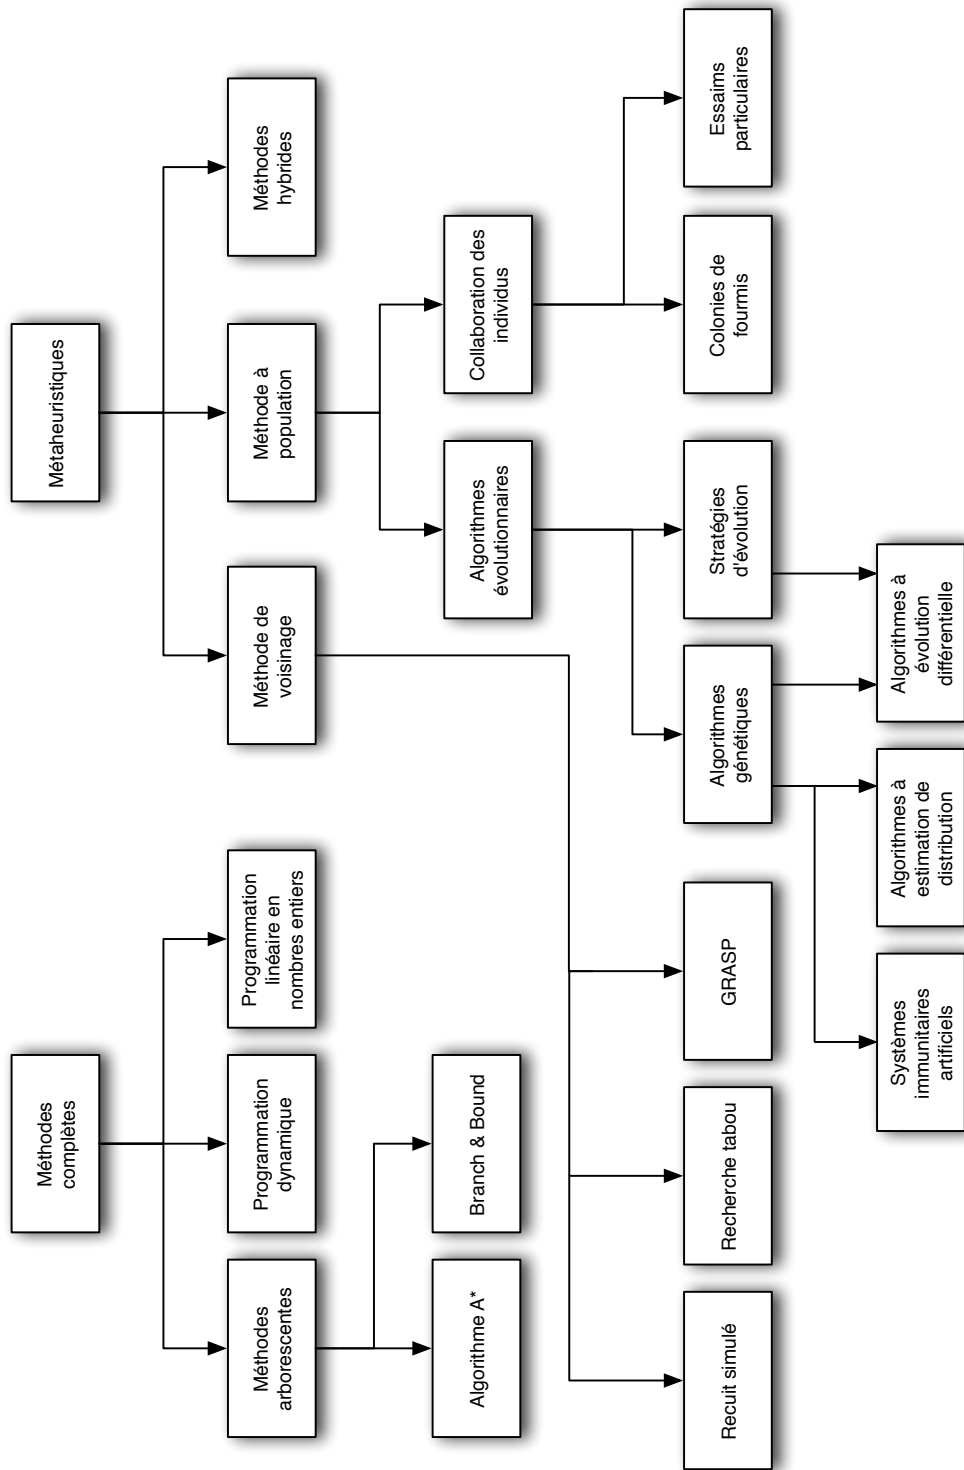 Méthodes
complètes
Métaheuristiques
Méthodes
arborescentes
Programmation
dynamique
Programmation
linéaire en
nombres entiers
Méthode de
voisinage
Méthode à
population
Méthodes
hybrides
Algorithme A*
Branch & Bound
Algorithmes
évolutionnaires
Collaboration des
individus
Recuit simulé
Recherche tabou
GRASP
Algorithmes
génétiques
Stratégies
d'évolution
Colonies de
fourmis
Essaims
particulaires
Systèmes
immunitaires
artificiels
Algorithmes à
estimation de
distribution
Algorithmes à
évolution
différentielle